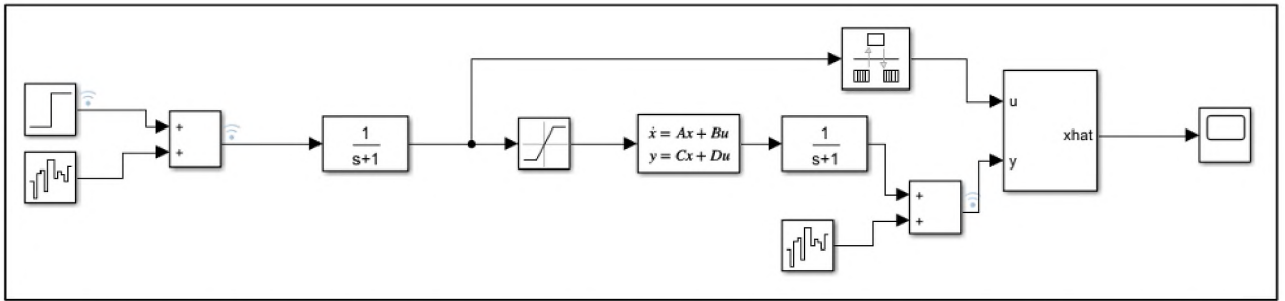 +
+
1
s+1
ẋ = Ax + Bu
y = Cx + Du
1
s+1
+
+
u
y
xhat